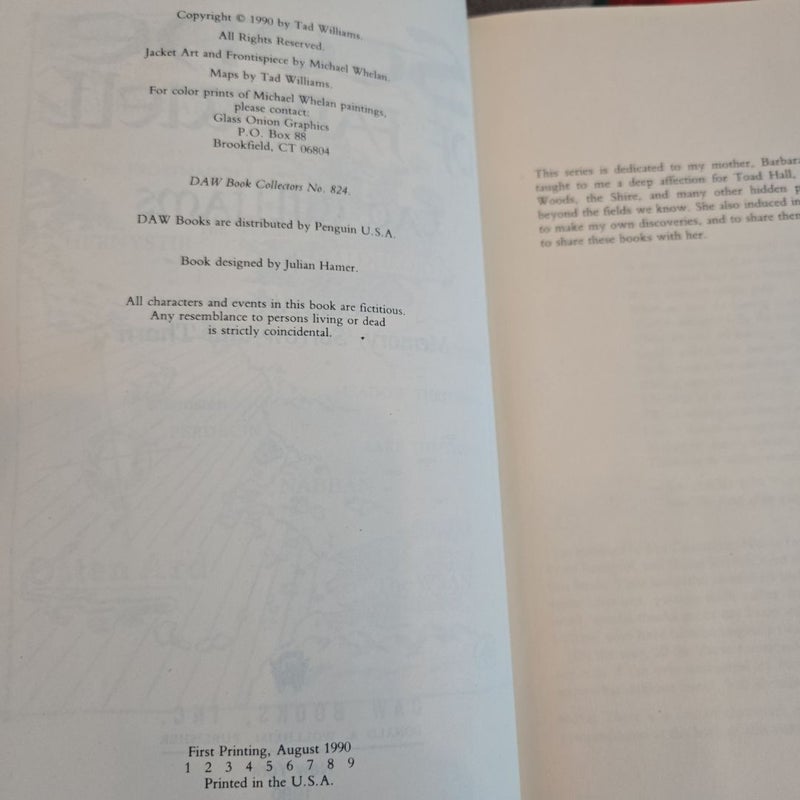 Copyright © 1990 by Tad Williams.
All Rights Reserved.
Jacket Art and Frontispiece by Michael Whelan.
Maps by Tad Williams.
For color prints of Michael Whelan paintings,
please contact:
Glass Onion Graphics
P.O. Box 88
Brookfield, CT 06804
DAW Book Collectors No. 824.
DAW Books are distributed by Penguin U.S.A.
Book designed by Julian Hamer.
All characters and events in this book are fictitious.
Any resemblance to persons living or dead
is strictly coincidental.
First Printing, August 1990
1 2 3 4 5 6 7 8 9
Printed in the U.S.A.
This series is dedicated to my mother, Barbara
taught to me a deep affection for Toad Hall,
Woods, the Shire, and many other hidden
beyond the fields we know. She also induced in
to make my own discoveries, and to share
to share these books with her.